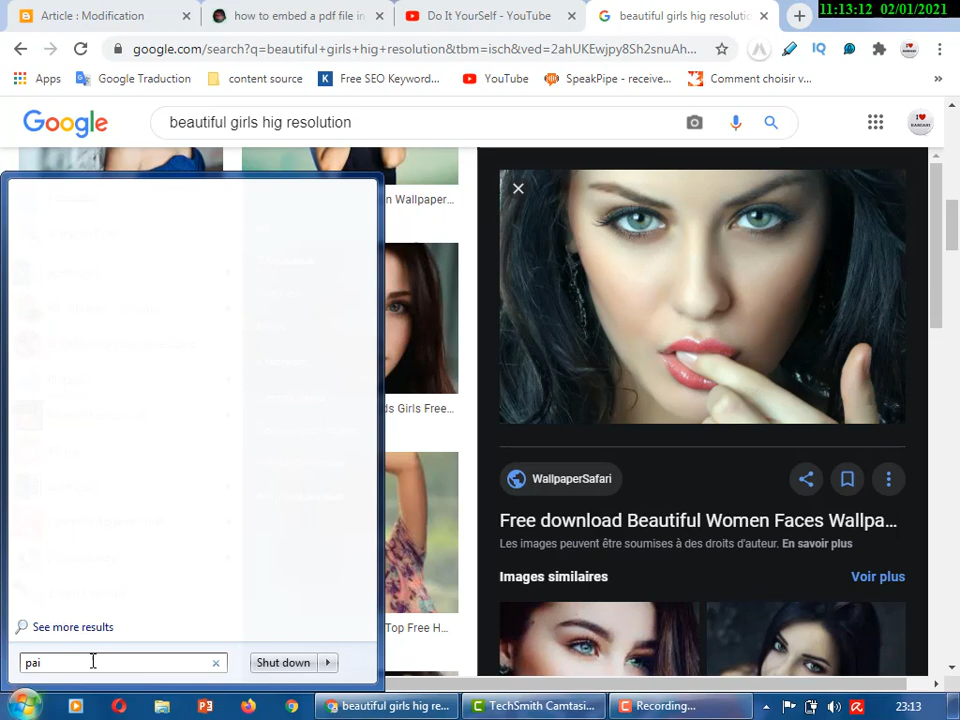 Article : Modification
how to embed a pdf file in
Do It YourSelf - YouTube
beautiful girls hig resolutio
11:13:12 02/01/2021
google.com/search?q=beautiful+girls+hig+resolution&tbm=isch&ved=2ahUKEwjpy8Sh2snuAh...
Apps
Google Traduction
content source
Free SEO Keyword...
YouTube
SpeakPipe - receive...
Comment choisir v...
»
Google
beautiful girls hig resolution
n Wallpaper...
ds Girls Free...
Top Free H...
WallpaperSafari
Free download Beautiful Women Faces Wallpa...
Les images peuvent être soumises à des droits d'auteur. En savoir plus
Images similaires
Voir plus
See more results
pai
Shut down
beautiful girls hig re...
TechSmith Camtasi...
Recording...
23:13